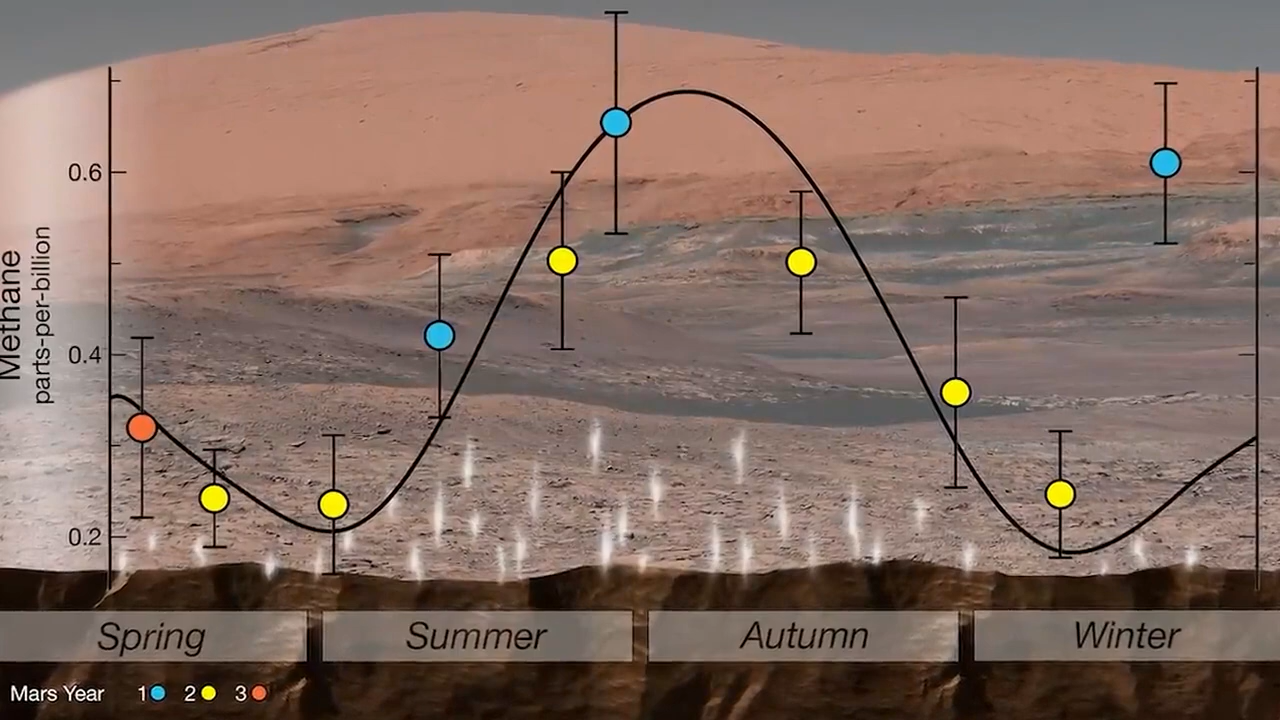 0.6
0.4
0.2
Methane
parts-per-billion
Spring Summer Autumn Winter
Mars Year 1 2 3